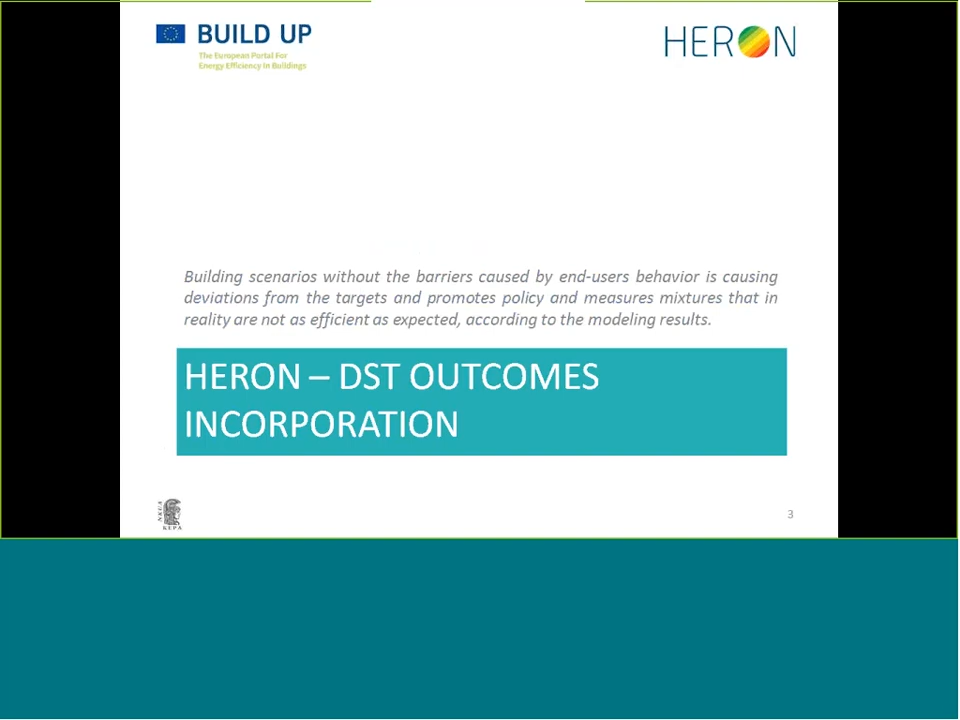 BUILD UP
The European Portal For
Energy Efficiency in Buildings
HERON
Building scenarios without the barriers caused by end-users behavior is causing
deviations from the targets and promotes policy and measures mixtures that in
reality are not as efficient as expected, according to the modeling results.
HERON – DST OUTCOMES
INCORPORATION
KEPA
3